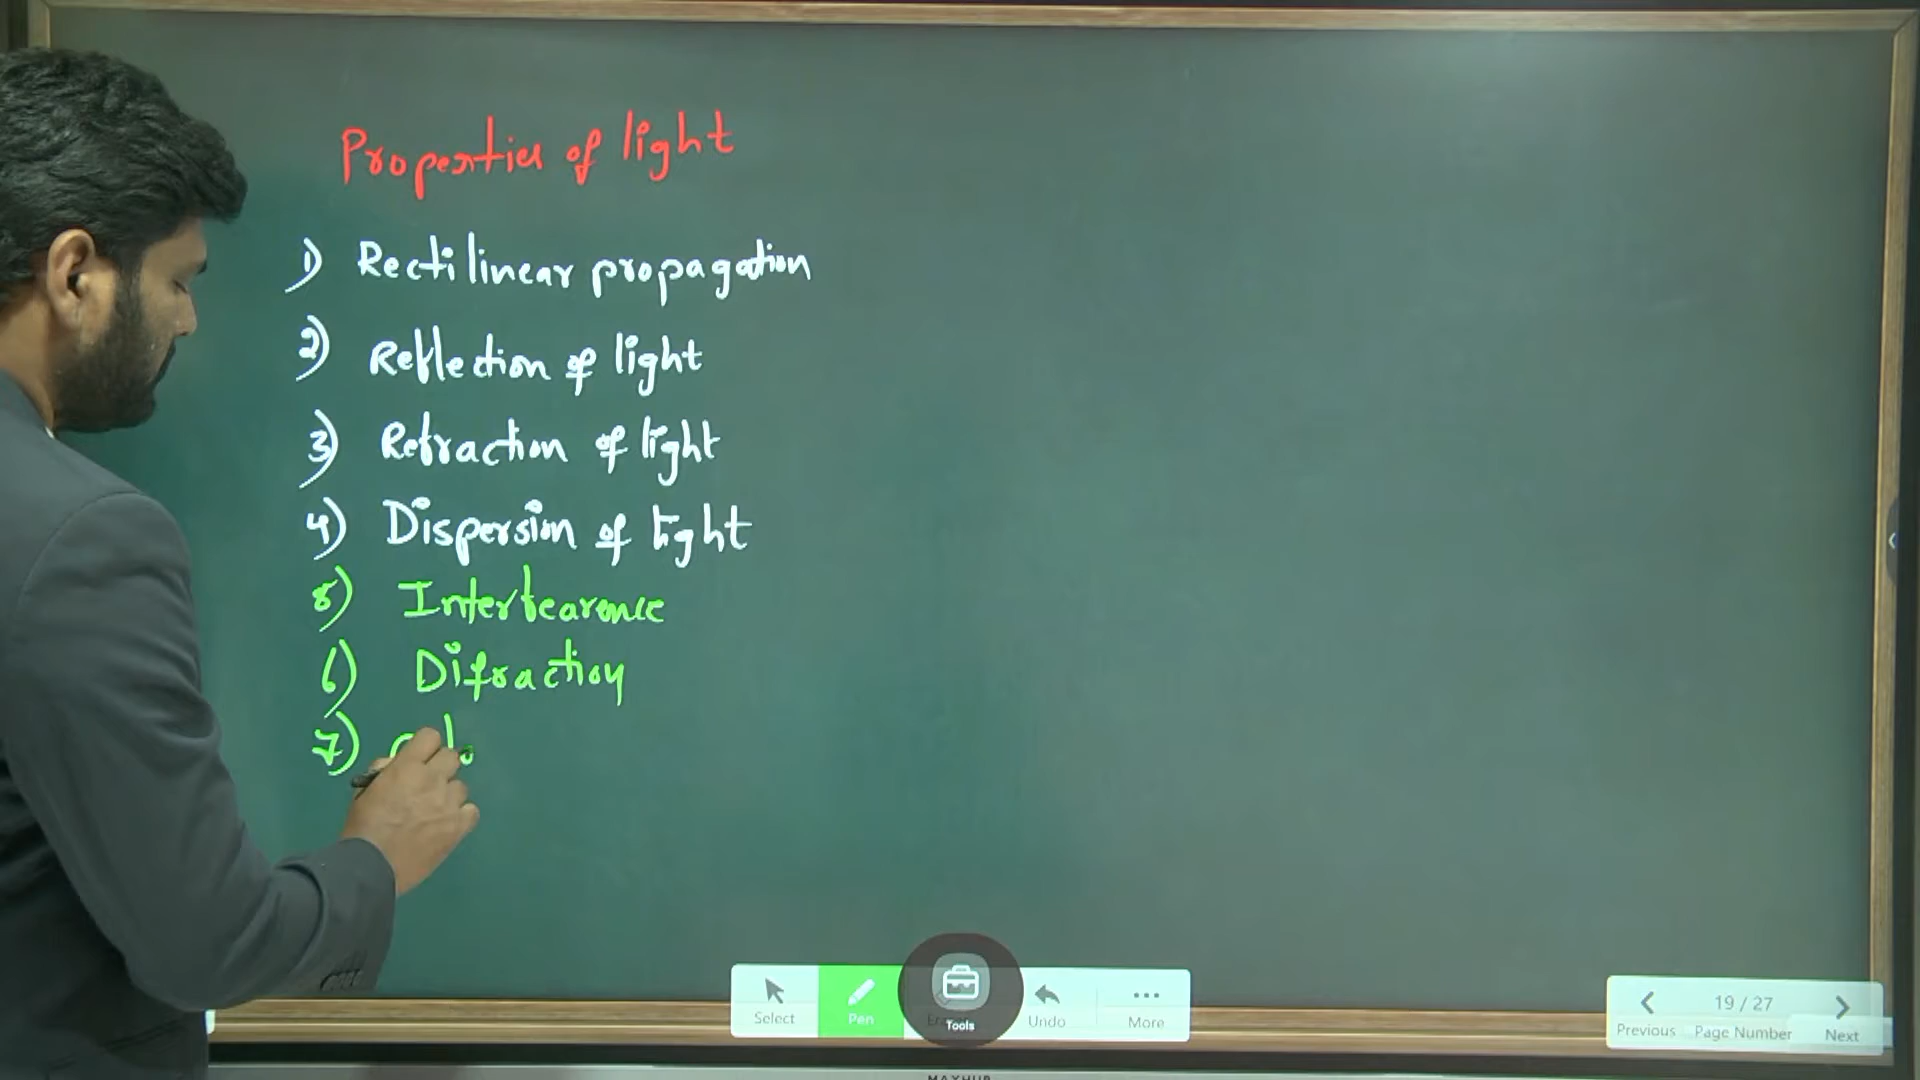 Properties of light
1) Rectilinear propagation
2) Reflection of light
3) Refraction of light
4) Dispersion of light
5) Interfearence
6) Difraction
7)
Select
Pen
Tools
Undo
More
19 / 27
Previous
Page Number
Next